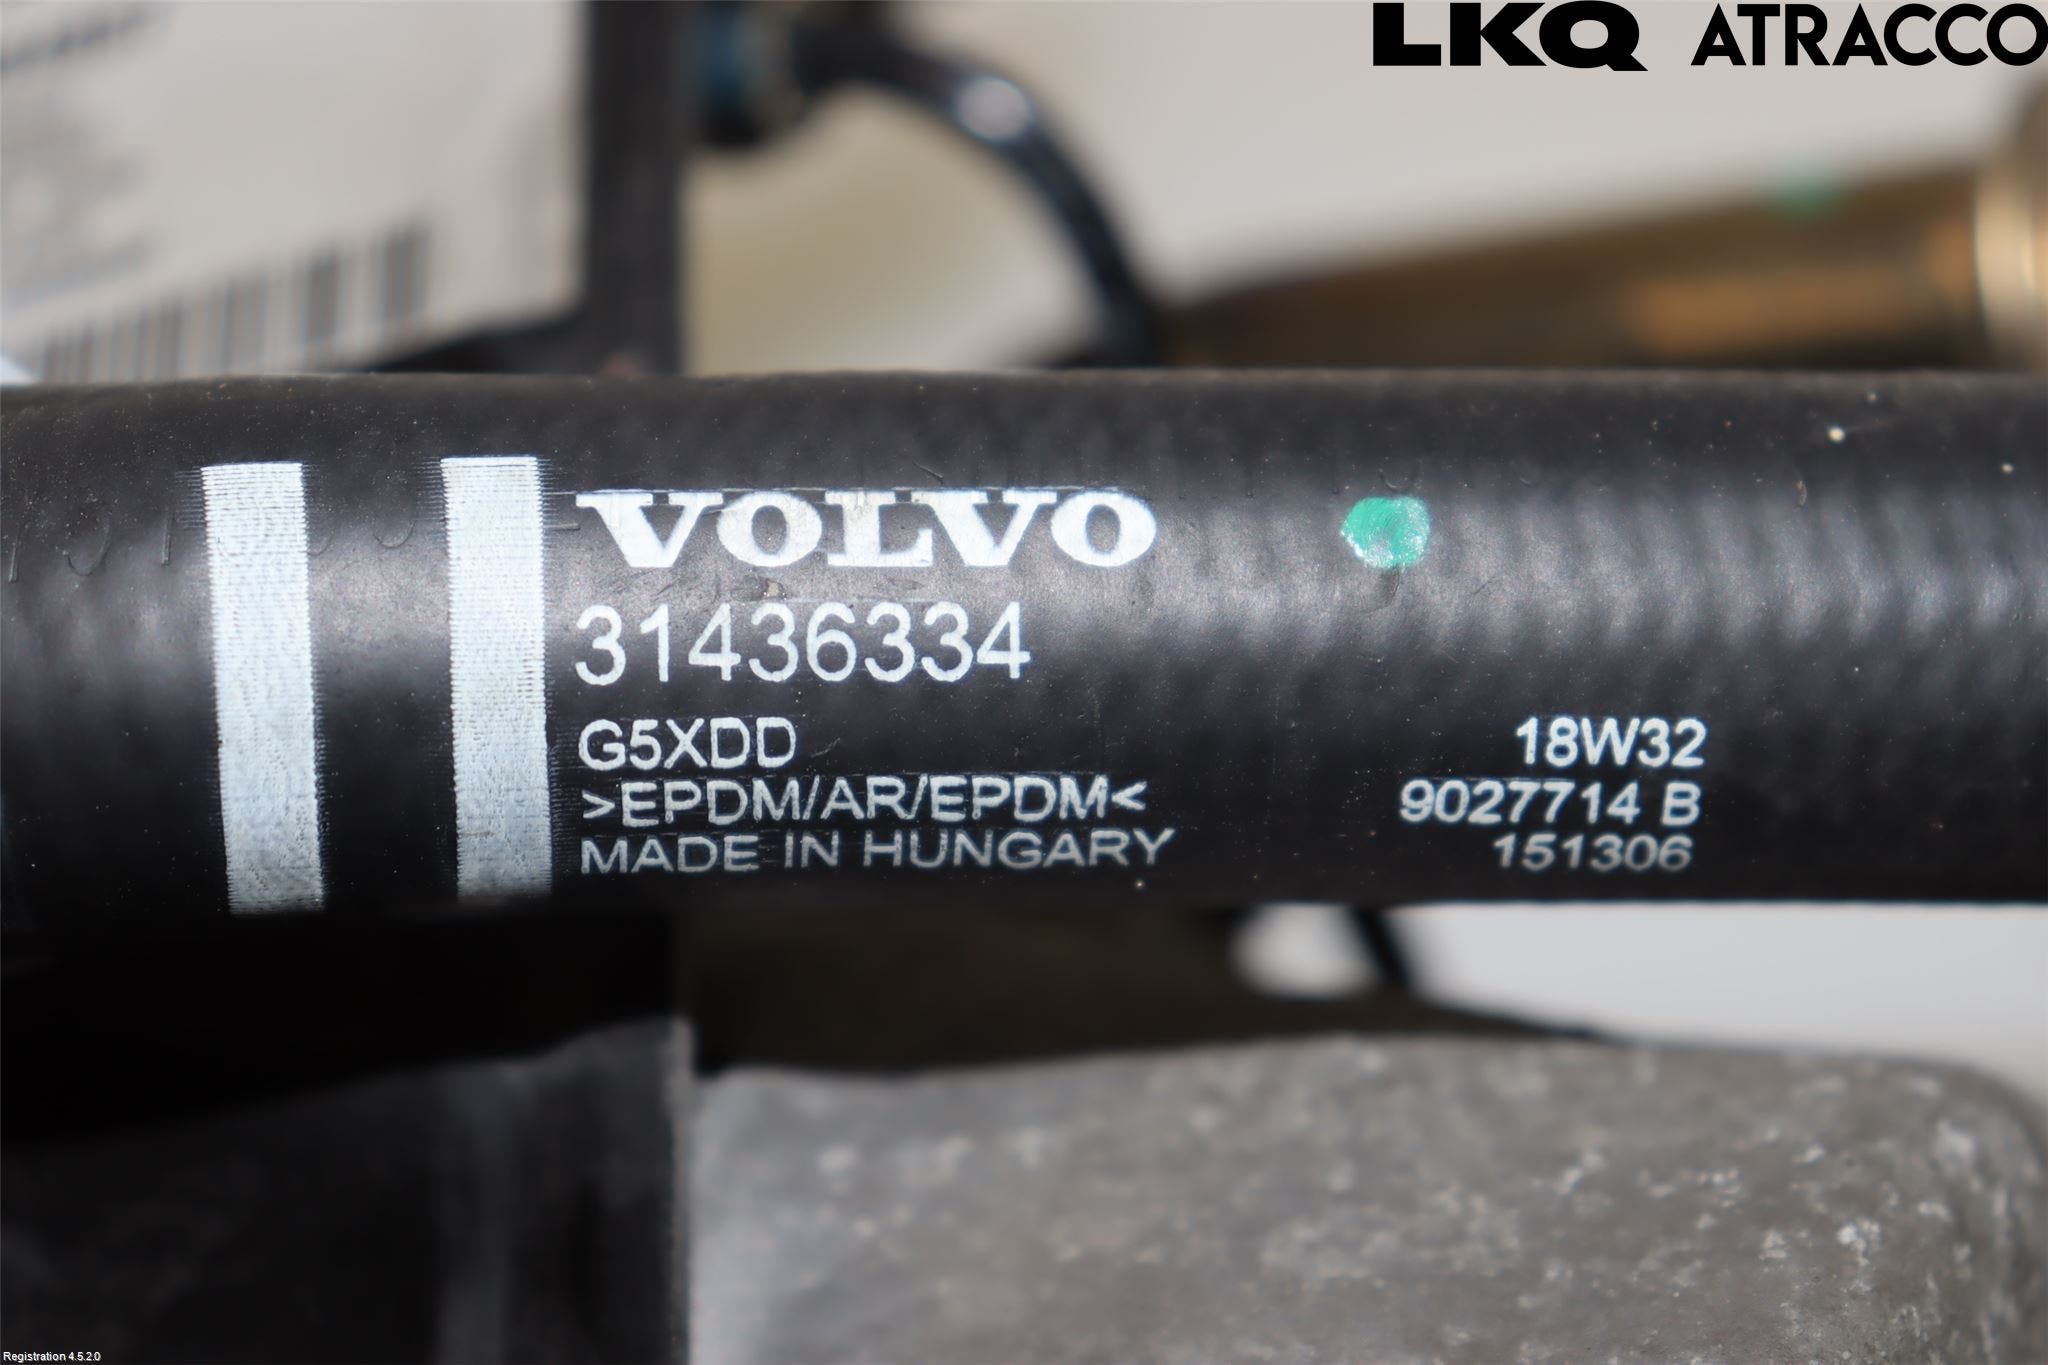 LKQ ATRACCO
VOLVO
31436334
G5XDD
>EPDM/AR/EPDM<
MADE IN HUNGARY
18W32
9027714 B
151306
Registration 4.5.2.0